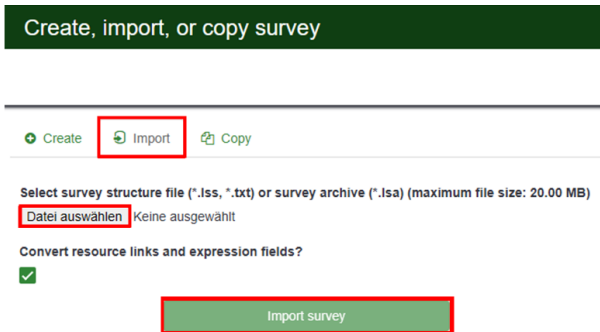 Create, import, or copy survey
Create Import Copy
Select survey structure file (*.lss, *.txt) or survey archive (*.lsa) (maximum file size: 20.00 MB)
Datei auswählen Keine ausgewählt
Convert resource links and expression fields?
Import survey